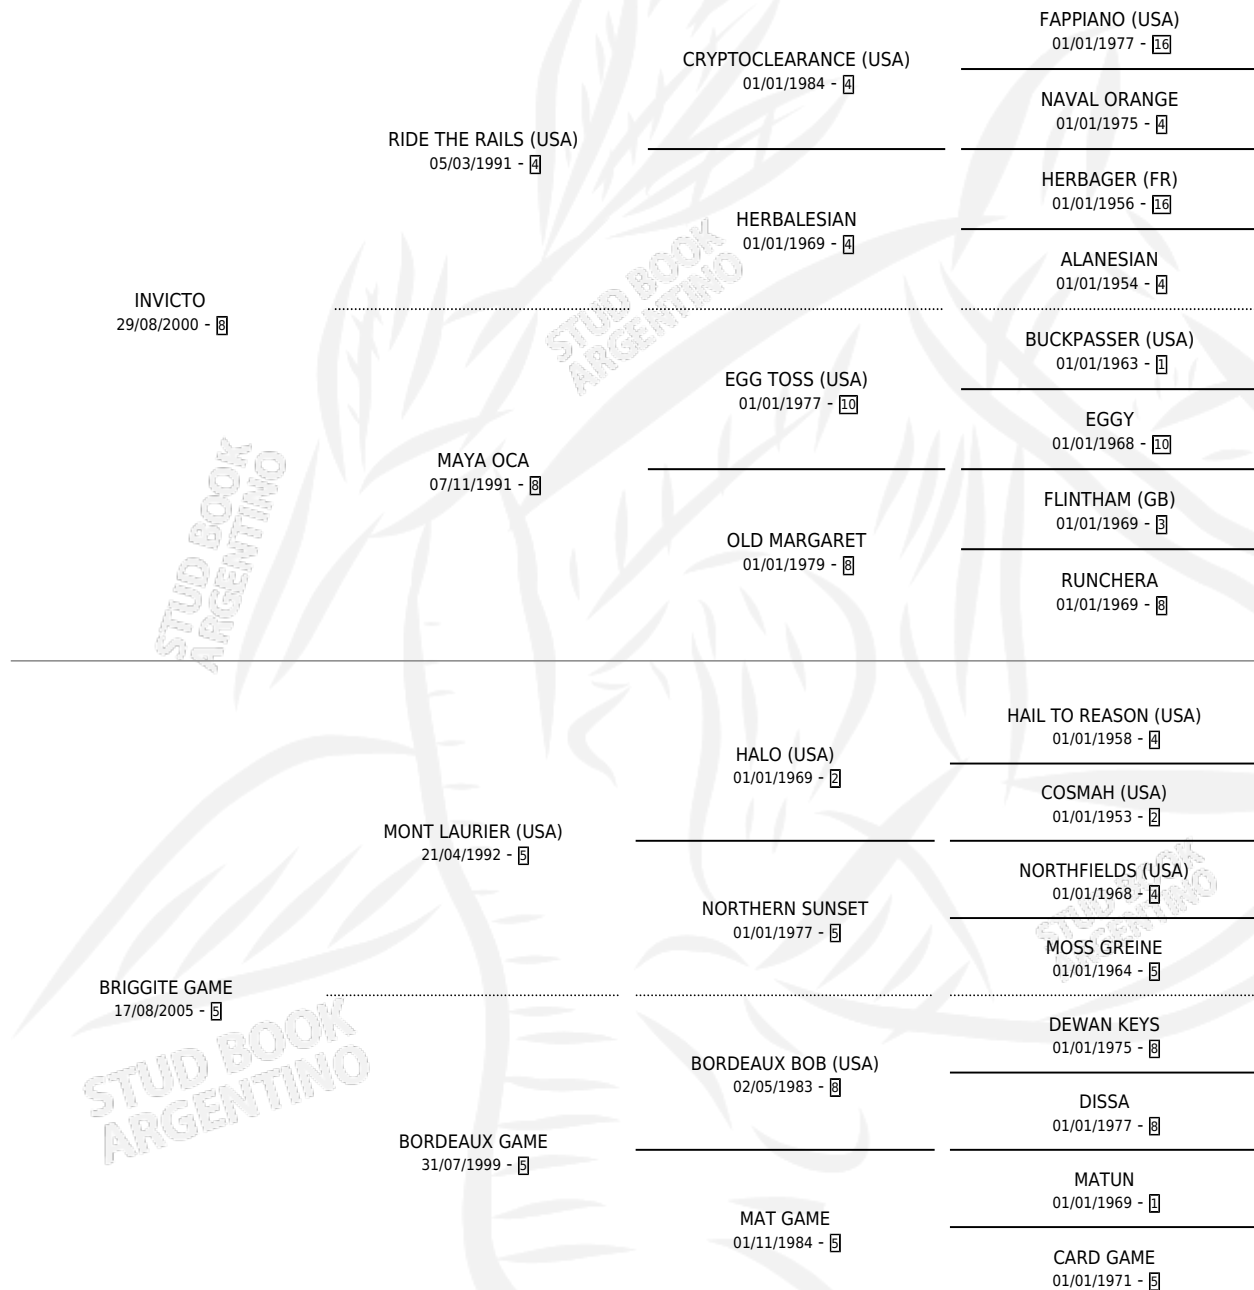 FAPPIANO (USA)
01/01/1977 - 16
CRYPTOCLEARANCE (USA)
01/01/1984 - 4
NAVAL ORANGE
01/01/1975 - 4
RIDE THE RAILS (USA)
05/03/1991 - 4
HERBAGER (FR)
01/01/1956 - 16
HERBALESIAN
01/01/1969 - 4
ALANESIAN
01/01/1954 - 4
INVICTO
29/08/2000 - 8
BUCKPASSER (USA)
01/01/1963 - 1
EGG TOSS (USA)
01/01/1977 - 10
EGGY
01/01/1968 - 10
MAYA OCA
07/11/1991 - 8
FLINTHAM (GB)
01/01/1969 - 3
OLD MARGARET
01/01/1979 - 8
RUNCHERA
01/01/1969 - 8
HAIL TO REASON (USA)
01/01/1958 - 4
HALO (USA)
01/01/1969 - 2
COSMAH (USA)
01/01/1953 - 2
MONT LAURIER (USA)
21/04/1992 - 5
NORTHFIELDS (USA)
01/01/1968 - 4
NORTHERN SUNSET
01/01/1977 - 5
MOSS GREINE
01/01/1964 - 5
BRIGGITE GAME
17/08/2005 - 5
DEWAN KEYS
01/01/1975 - 8
BORDEAUX BOB (USA)
02/05/1983 - 8
DISSA
01/01/1977 - 8
BORDEAUX GAME
31/07/1999 - 5
MATUN
01/01/1969 - 1
MAT GAME
01/11/1984 - 5
CARD GAME
01/01/1971 - 5
STUD BOOK
ARGENTINO
STUD BOOK
ARGENTINO
STUD BOOK
ARGENTINO
STUD BOOK
ARGENTINO